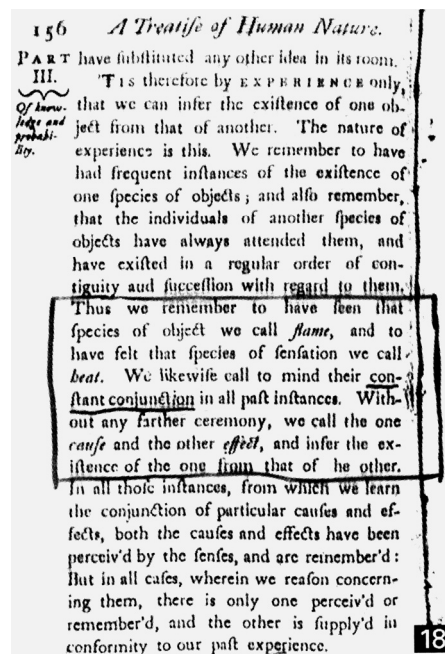 156 A Treatiſe of Human Nature.
PART have ſubſtituted any other idea in its room.
III. 'TIS therefore by EXPERIENCE only,
Of know- that we can infer the exiſtence of one ob-
ledge and ject from that of another. The nature of
probabi- experience is this. We remember to have
lity. had frequent inſtances of the exiſtence of
one ſpecies of objects; and alſo remember,
that the individuals of another ſpecies of
objects have always attended them, and
have exiſted in a regular order of con-
tiguity and ſucceſſion with regard to them.
Thus we remember to have ſeen that
ſpecies of object we call flame, and to
have felt that ſpecies of ſenſation we call
heat. We likewiſe call to mind their con-
ſtant conjunction in all paſt inſtances. With-
out any farther ceremony, we call the one
cauſe and the other effect, and infer the ex-
iſtence of the one from that of he other.
In all thoſe inſtances, from which we learn
the conjunction of particular cauſes and ef-
fects, both the cauſes and effects have been
perceiv'd by the ſenſes, and are remember'd:
But in all caſes, wherein we reaſon concern-
ing them, there is only one perceiv'd or
remember'd, and the other is ſupply'd in
conformity to our paſt experience.
18